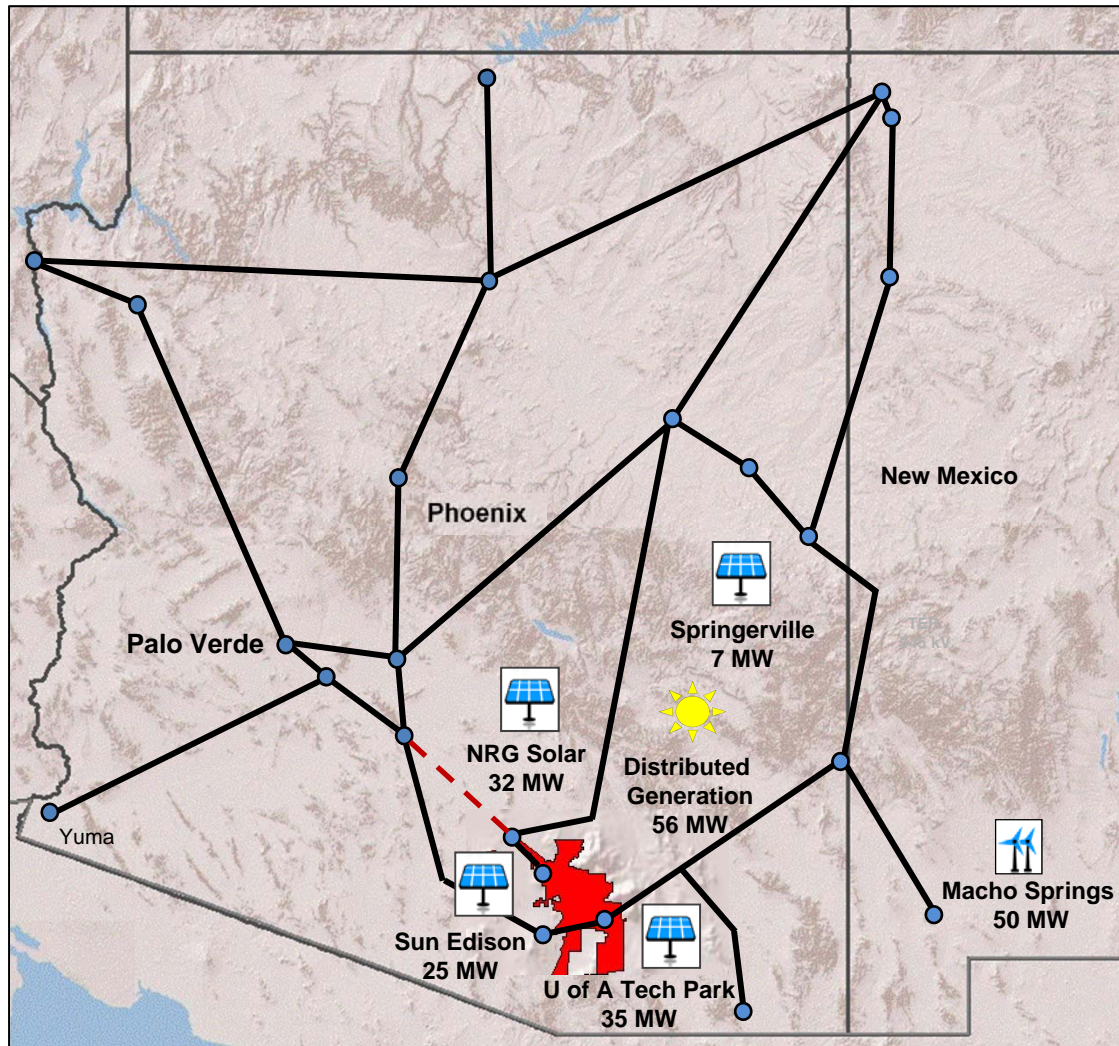 New Mexico
Phoenix
Springerville
7 MW
Palo Verde
NRG Solar
32 MW
Distributed
Generation
56 MW
Yuma
Macho Springs
50 MW
Sun Edison
25 MW
U of A Tech Park
35 MW